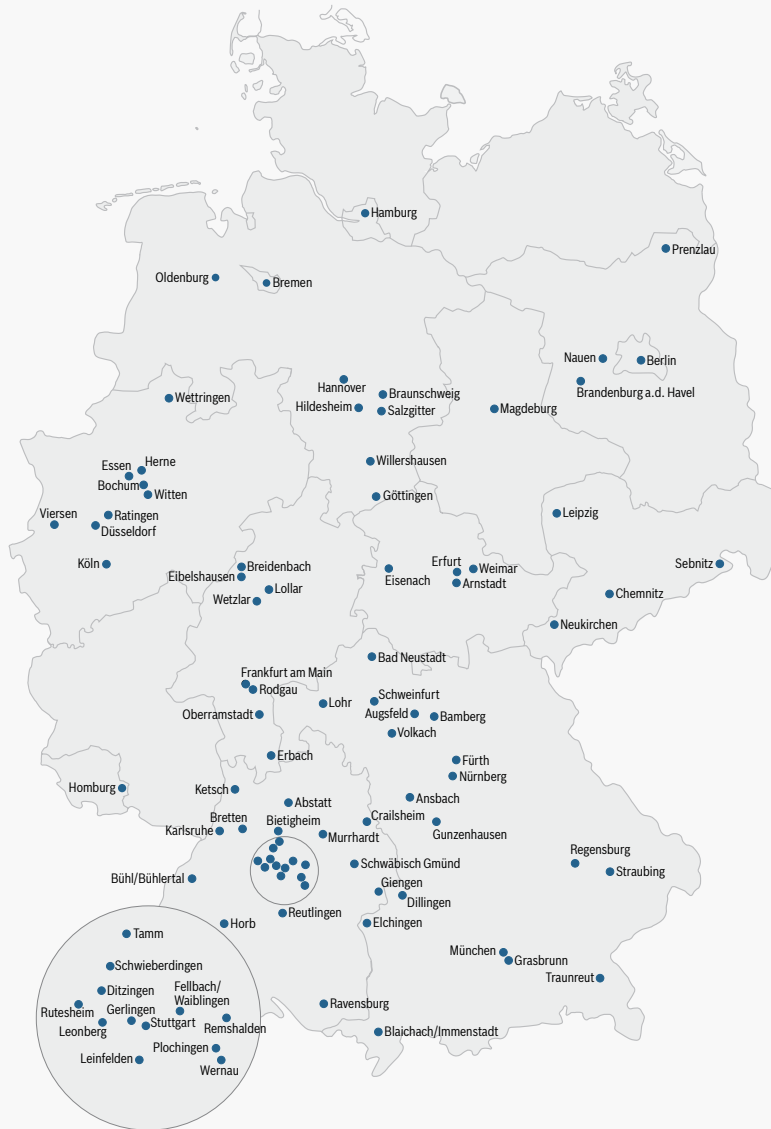 Hamburg
Prenzlau
Oldenburg
Bremen
Nauen
Berlin
Brandenburg a.d. Havel
Hannover
Braunschweig
Wettringen
Hildesheim
Salzgitter
Magdeburg
Willershausen
Herne
Essen
Bochum
Witten
Göttingen
Viersen
Ratingen
Düsseldorf
Leipzig
Köln
Breidenbach
Eibelshausen
Lollar
Wetzlar
Eisenach
Erfurt
Weimar
Arnstadt
Sebnitz
Chemnitz
Neukirchen
Bad Neustadt
Frankfurt am Main
Rodgau
Oberramstadt
Lohr
Schweinfurt
Augsfeld
Bamberg
Volkach
Erbach
Fürth
Nürnberg
Homburg
Ketsch
Abstatt
Ansbach
Bretten
Bietigheim
Crailsheim
Karlsruhe
Murrhardt
Gunzenhausen
Regensburg
Schwäbisch Gmünd
Straubing
Bühl/Bühlertal
Giengen
Dillingen
Reutlingen
Horb
Elchingen
München
Grasbrunn
Traunreut
Ravensburg
Blaichach/Immenstadt
Tamm
Schwieberdingen
Ditzingen
Fellbach/
Waiblingen
Rutesheim
Gerlingen
Leonberg
Stuttgart
Remshalden
Plochingen
Leinfelden
Wernau